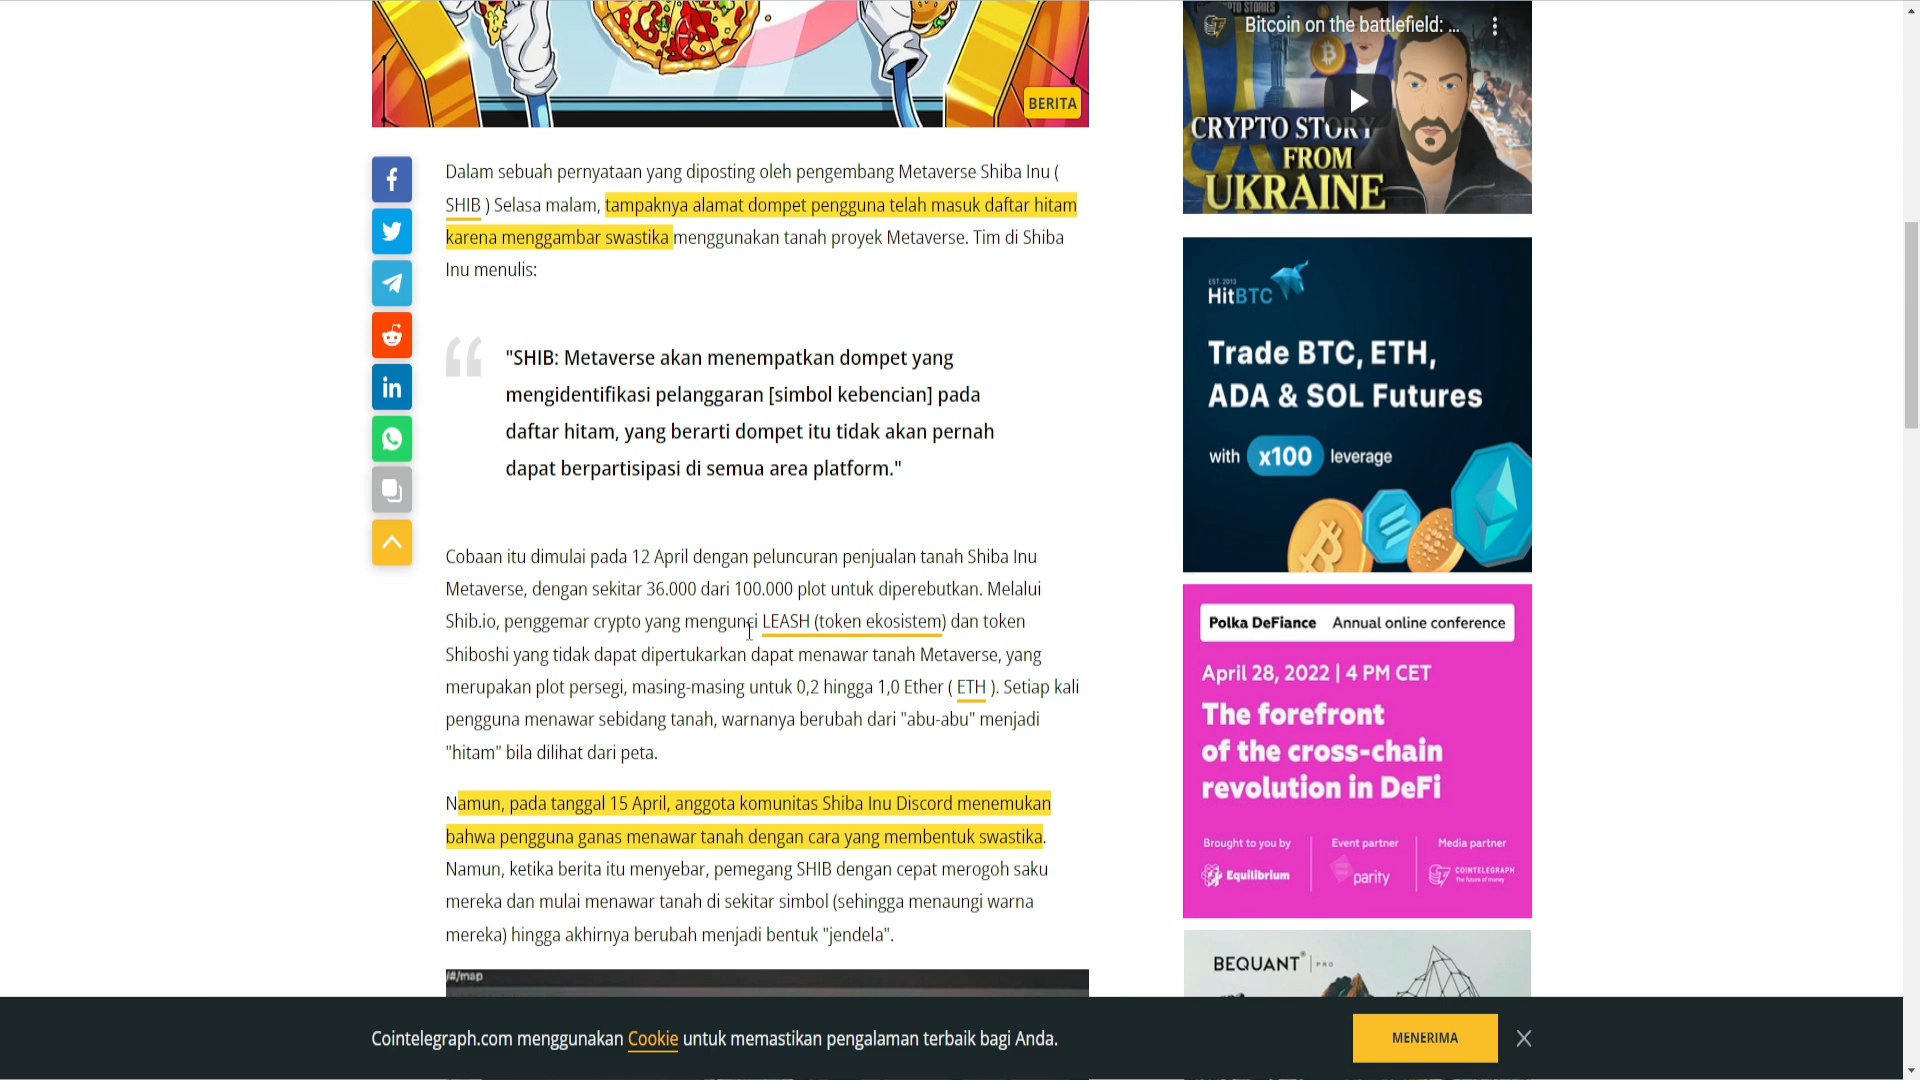 BERITA
Dalam sebuah pernyataan yang diposting oleh pengembang Metaverse Shiba Inu (
SHIB ) Selasa malam, tampaknya alamat dompet pengguna telah masuk daftar hitam
karena menggambar swastika menggunakan tanah proyek Metaverse. Tim di Shiba
Inu menulis:
"SHIB: Metaverse akan menempatkan dompet yang
mengidentifikasi pelanggaran [simbol kebencian] pada
daftar hitam, yang berarti dompet itu tidak akan pernah
dapat berpartisipasi di semua area platform."
Cobaan itu dimulai pada 12 April dengan peluncuran penjualan tanah Shiba Inu
Metaverse, dengan sekitar 36.000 dari 100.000 plot untuk diperebutkan. Melalui
Shib.io, penggemar crypto yang mengunci LEASH (token ekosistem) dan token
Shiboshi yang tidak dapat dipertukarkan dapat menawar tanah Metaverse, yang
merupakan plot persegi, masing-masing untuk 0,2 hingga 1,0 Ether ( ETH ). Setiap kali
pengguna menawar sebidang tanah, warnanya berubah dari "abu-abu" menjadi
"hitam" bila dilihat dari peta.
Namun, pada tanggal 15 April, anggota komunitas Shiba Inu Discord menemukan
bahwa pengguna ganas menawar tanah dengan cara yang membentuk swastika.
Namun, ketika berita itu menyebar, pemegang SHIB dengan cepat merogoh saku
mereka dan mulai menawar tanah di sekitar simbol (sehingga menaungi warna
mereka) hingga akhirnya berubah menjadi bentuk "jendela".
/#/map
Bitcoin on the battlefield: ...
CRYPTO STORY
FROM
UKRAINE
EST. 2013
HitBTC
Trade BTC, ETH,
ADA & SOL Futures
with x100 leverage
Polka DeFiance Annual online conference
April 28, 2022 | 4 PM CET
The forefront
of the cross-chain
revolution in DeFi
Brought to you by Event partner Media partner
Equilibrium parity COINTELEGRAPH
The future of money
BEQUANT® | PRO
Cointelegraph.com menggunakan Cookie untuk memastikan pengalaman terbaik bagi Anda.
MENERIMA